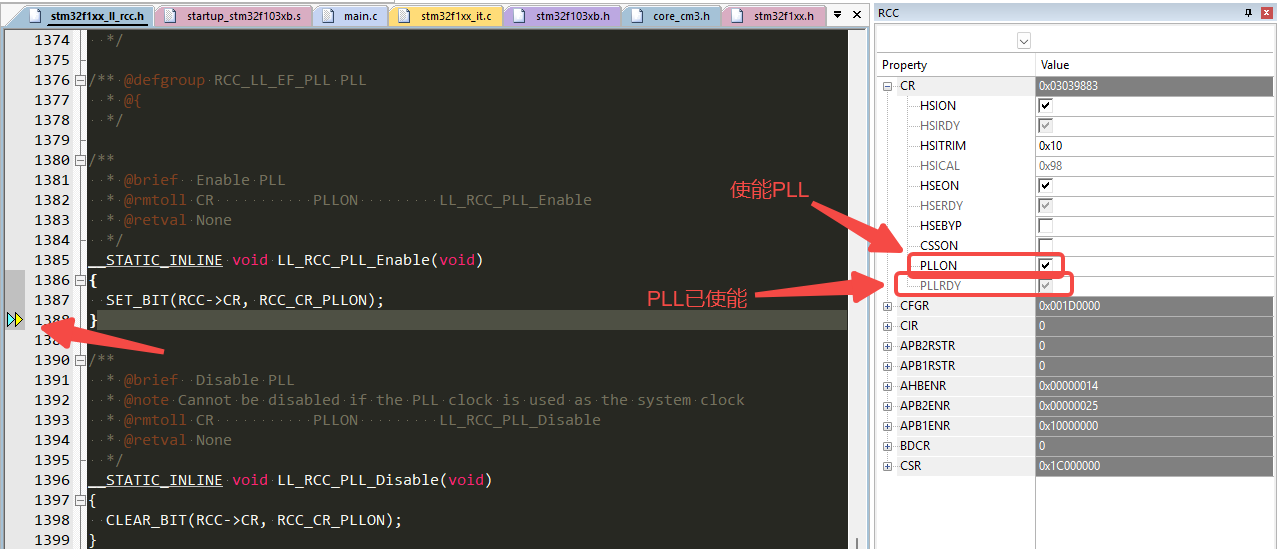 stm32f1xx_ll_rcc.h startup_stm32f103xb.s main.c stm32f1xx_it.c stm32f103xb.h core_cm3.h stm32f1xx.h
1374 */
1375
1376 /** @defgroup RCC_LL_EF_PLL PLL
1377 * @{
1378 */
1379
1380 /**
1381 * @brief Enable PLL
1382 * @rmtoll CR PLLON LL_RCC_PLL_Enable
1383 * @retval None
1384 */
1385 __STATIC_INLINE void LL_RCC_PLL_Enable(void)
1386 {
1387 SET_BIT(RCC->CR, RCC_CR_PLLON);
1388 }
1389
1390 /**
1391 * @brief Disable PLL
1392 * @note Cannot be disabled if the PLL clock is used as the system clock
1393 * @rmtoll CR PLLON LL_RCC_PLL_Disable
1394 * @retval None
1395 */
1396 __STATIC_INLINE void LL_RCC_PLL_Disable(void)
1397 {
1398 CLEAR_BIT(RCC->CR, RCC_CR_PLLON);
1399 }
使能PLL
PLL已使能
RCC
Property Value
CR 0x03039883
HSION
HSIRDY
HSITRIM 0x10
HSICAL 0x98
HSEON
HSERDY
HSEBYP
CSSON
PLLON
PLLRDY
CFGR 0x001D0000
CIR 0
APB2RSTR 0
APB1RSTR 0
AHBENR 0x00000014
APB2ENR 0x00000025
APB1ENR 0x10000000
BDCR 0
CSR 0x1C000000